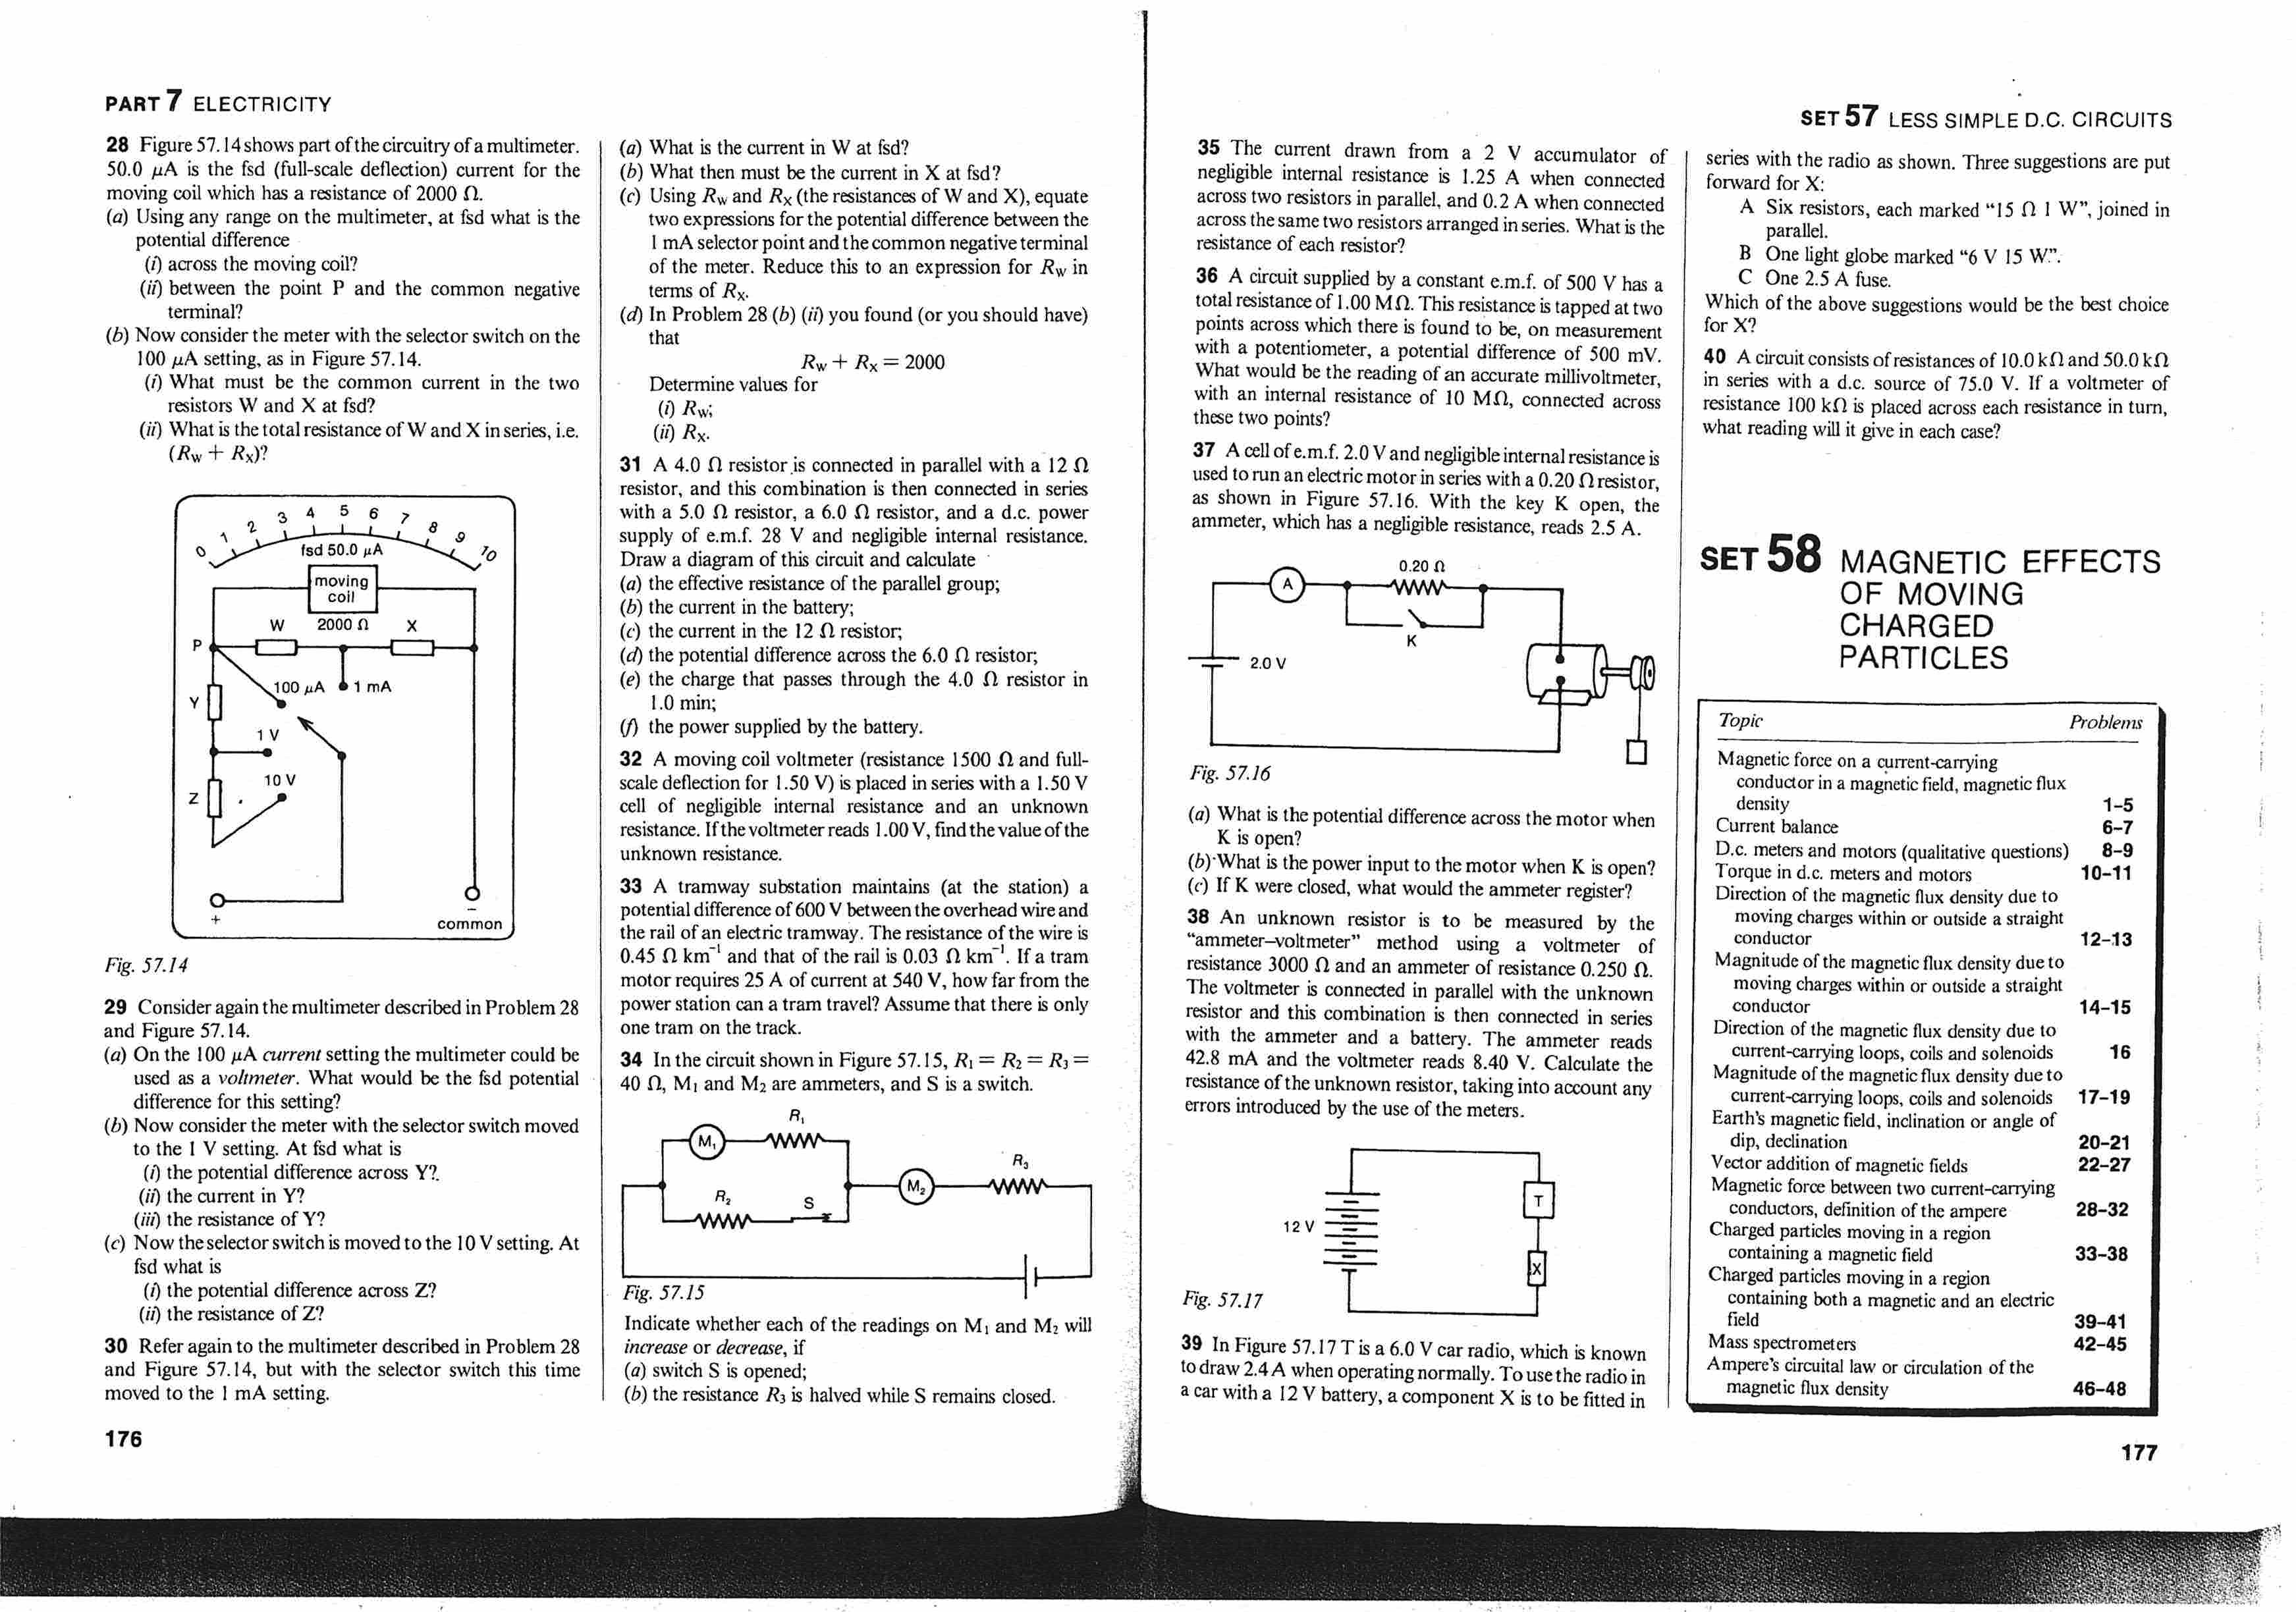 PART 7 ELECTRICITY
28 Figure 57.14 shows part of the circuitry of a multimeter.
50.0 μA is the fsd (full-scale deflection) current for the
moving coil which has a resistance of 2000 Ω.
(a) Using any range on the multimeter, at fsd what is the
potential difference
(i) across the moving coil?
(ii) between the point P and the common negative
terminal?
(b) Now consider the meter with the selector switch on the
100 μA setting, as in Figure 57.14.
(i) What must be the common current in the two
resistors W and X at fsd?
(ii) What is the total resistance of W and X in series, i.e.
(Rw + Rx)?
0 1 2 3 4 5 6 7 8 9 10
fsd 50.0 μA
moving
coil
W 2000 Ω X
P
100 μA 1 mA
Y
1 V
10 V
Z
+
−
common
Fig. 57.14
29 Consider again the multimeter described in Problem 28
and Figure 57.14.
(a) On the 100 μA current setting the multimeter could be
used as a voltmeter. What would be the fsd potential
difference for this setting?
(b) Now consider the meter with the selector switch moved
to the 1 V setting. At fsd what is
(i) the potential difference across Y?
(ii) the current in Y?
(iii) the resistance of Y?
(c) Now the selector switch is moved to the 10 V setting. At
fsd what is
(i) the potential difference across Z?
(ii) the resistance of Z?
30 Refer again to the multimeter described in Problem 28
and Figure 57.14, but with the selector switch this time
moved to the 1 mA setting.
176
(a) What is the current in W at fsd?
(b) What then must be the current in X at fsd?
(c) Using Rw and Rx (the resistances of W and X), equate
two expressions for the potential difference between the
1 mA selector point and the common negative terminal
of the meter. Reduce this to an expression for Rw in
terms of Rx.
(d) In Problem 28 (b) (ii) you found (or you should have)
that
Rw + Rx = 2000
Determine values for
(i) Rw;
(ii) Rx.
31 A 4.0 Ω resistor is connected in parallel with a 12 Ω
resistor, and this combination is then connected in series
with a 5.0 Ω resistor, a 6.0 Ω resistor, and a d.c. power
supply of e.m.f. 28 V and negligible internal resistance.
Draw a diagram of this circuit and calculate
(a) the effective resistance of the parallel group;
(b) the current in the battery;
(c) the current in the 12 Ω resistor;
(d) the potential difference across the 6.0 Ω resistor;
(e) the charge that passes through the 4.0 Ω resistor in
1.0 min;
(f) the power supplied by the battery.
32 A moving coil voltmeter (resistance 1500 Ω and full-
scale deflection for 1.50 V) is placed in series with a 1.50 V
cell of negligible internal resistance and an unknown
resistance. If the voltmeter reads 1.00 V, find the value of the
unknown resistance.
33 A tramway substation maintains (at the station) a
potential difference of 600 V between the overhead wire and
the rail of an electric tramway. The resistance of the wire is
0.45 Ω km⁻¹ and that of the rail is 0.03 Ω km⁻¹. If a tram
motor requires 25 A of current at 540 V, how far from the
power station can a tram travel? Assume that there is only
one tram on the track.
34 In the circuit shown in Figure 57.15, R₁ = R₂ = R₃ =
40 Ω, M₁ and M₂ are ammeters, and S is a switch.
R₁
M₁
R₃
M₂
R₂ S
Fig. 57.15
Indicate whether each of the readings on M₁ and M₂ will
increase or decrease, if
(a) switch S is opened;
(b) the resistance R₃ is halved while S remains closed.
SET 57 LESS SIMPLE D.C. CIRCUITS
35 The current drawn from a 2 V accumulator of
negligible internal resistance is 1.25 A when connected
across two resistors in parallel, and 0.2 A when connected
across the same two resistors arranged in series. What is the
resistance of each resistor?
36 A circuit supplied by a constant e.m.f. of 500 V has a
total resistance of 1.00 MΩ. This resistance is tapped at two
points across which there is found to be, on measurement
with a potentiometer, a potential difference of 500 mV.
What would be the reading of an accurate millivoltmeter,
with an internal resistance of 10 MΩ, connected across
these two points?
37 A cell of e.m.f. 2.0 V and negligible internal resistance is
used to run an electric motor in series with a 0.20 Ω resistor,
as shown in Figure 57.16. With the key K open, the
ammeter, which has a negligible resistance, reads 2.5 A.
0.20 Ω
A
K
2.0 V
Fig. 57.16
(a) What is the potential difference across the motor when
K is open?
(b) What is the power input to the motor when K is open?
(c) If K were closed, what would the ammeter register?
38 An unknown resistor is to be measured by the
"ammeter–voltmeter" method using a voltmeter of
resistance 3000 Ω and an ammeter of resistance 0.250 Ω.
The voltmeter is connected in parallel with the unknown
resistor and this combination is then connected in series
with the ammeter and a battery. The ammeter reads
42.8 mA and the voltmeter reads 8.40 V. Calculate the
resistance of the unknown resistor, taking into account any
errors introduced by the use of the meters.
T
12 V
X
Fig. 57.17
39 In Figure 57.17 T is a 6.0 V car radio, which is known
to draw 2.4 A when operating normally. To use the radio in
a car with a 12 V battery, a component X is to be fitted in
series with the radio as shown. Three suggestions are put
forward for X:
A Six resistors, each marked "15 Ω 1 W", joined in
parallel.
B One light globe marked "6 V 15 W".
C One 2.5 A fuse.
Which of the above suggestions would be the best choice
for X?
40 A circuit consists of resistances of 10.0 kΩ and 50.0 kΩ
in series with a d.c. source of 75.0 V. If a voltmeter of
resistance 100 kΩ is placed across each resistance in turn,
what reading will it give in each case?
SET 58 MAGNETIC EFFECTS
OF MOVING
CHARGED
PARTICLES
Topic Problems
Magnetic force on a current-carrying
conductor in a magnetic field, magnetic flux
density 1–5
Current balance 6–7
D.c. meters and motors (qualitative questions) 8–9
Torque in d.c. meters and motors 10–11
Direction of the magnetic flux density due to
moving charges within or outside a straight
conductor 12–13
Magnitude of the magnetic flux density due to
moving charges within or outside a straight
conductor 14–15
Direction of the magnetic flux density due to
current-carrying loops, coils and solenoids 16
Magnitude of the magnetic flux density due to
current-carrying loops, coils and solenoids 17–19
Earth's magnetic field, inclination or angle of
dip, declination 20–21
Vector addition of magnetic fields 22–27
Magnetic force between two current-carrying
conductors, definition of the ampere 28–32
Charged particles moving in a region
containing a magnetic field 33–38
Charged particles moving in a region
containing both a magnetic and an electric
field 39–41
Mass spectrometers 42–45
Ampere's circuital law or circulation of the
magnetic flux density 46–48
177